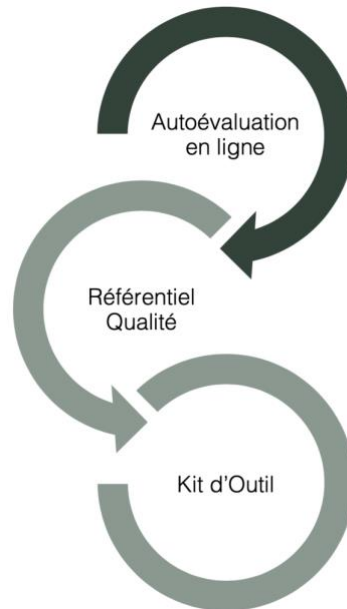 Autoévaluation
en ligne
Référentiel
Qualité
Kit d'Outil